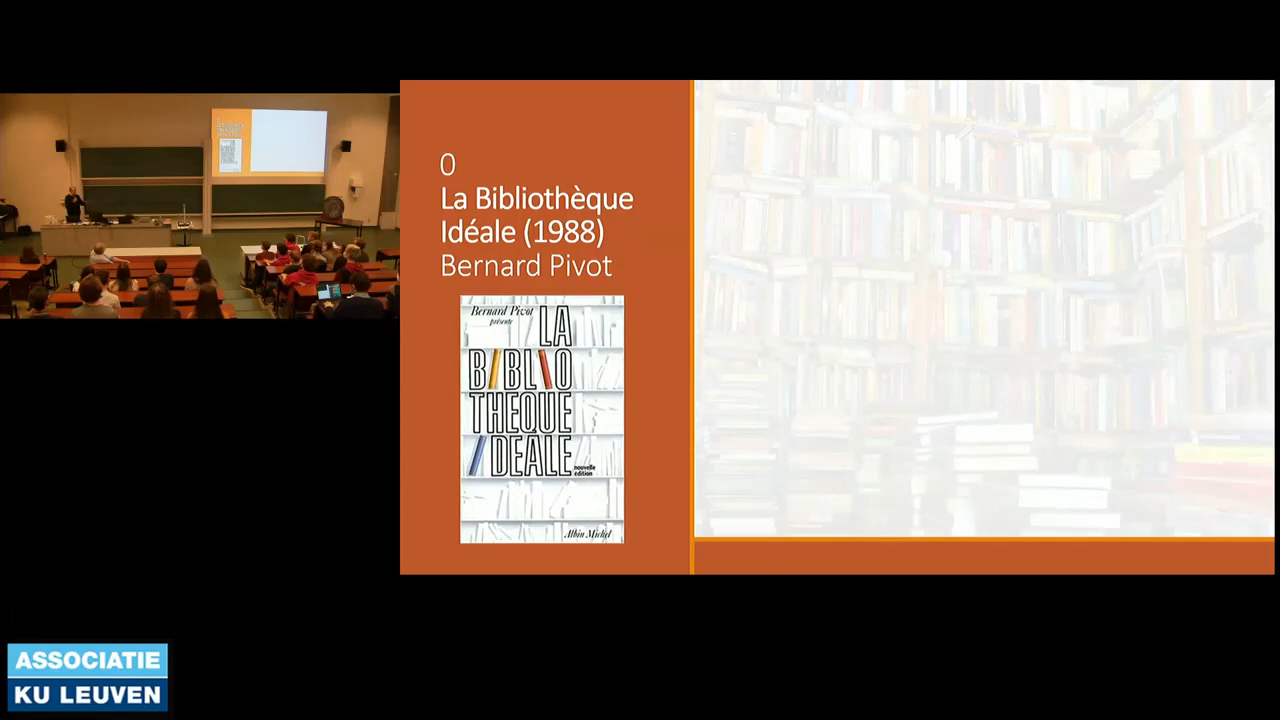 0
La Bibliothèque
Idéale (1988)
Bernard Pivot
Bernard Pivot
présente
LA
BIBLIO
THEQUE
IDEALE
nouvelle
édition
Albin Michel
ASSOCIATIE
KU LEUVEN